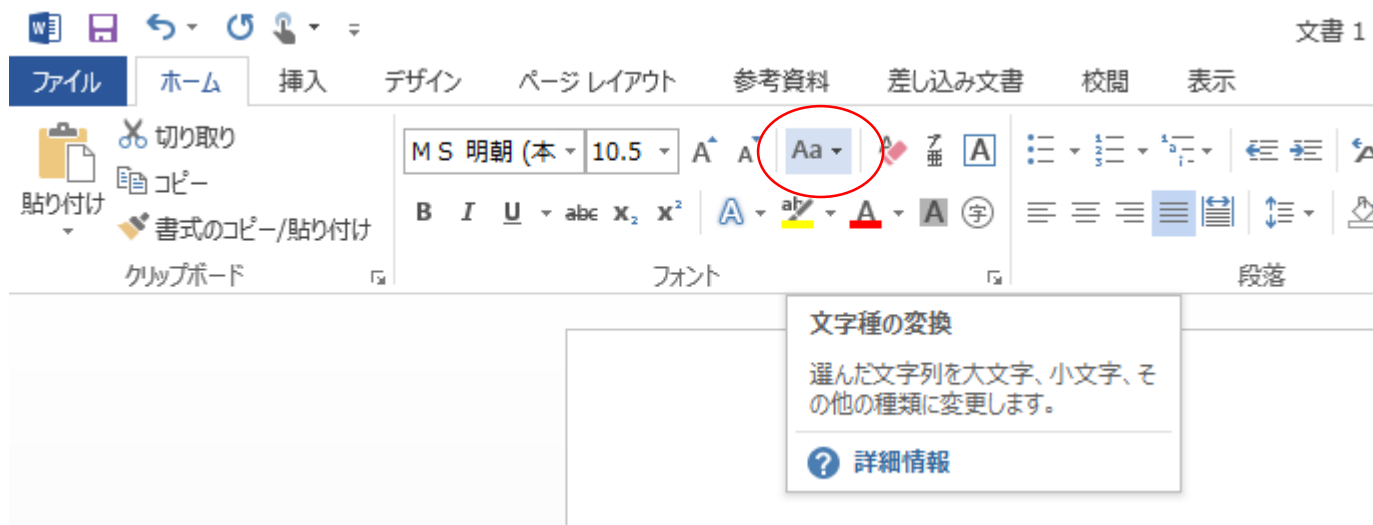 文書 1
ファイル ホーム 挿入 デザイン ページ レイアウト 参考資料 差し込み文書 校閲 表示
切り取り
コピー
貼り付け
書式のコピー/貼り付け
クリップボード
ＭＳ 明朝 (本 10.5 A A Aa ア亜 A
B I U abc X₂ X² A ab A A 字
フォント
段落
文字種の変換
選んだ文字列を大文字、小文字、そ
の他の種類に変更します。
詳細情報